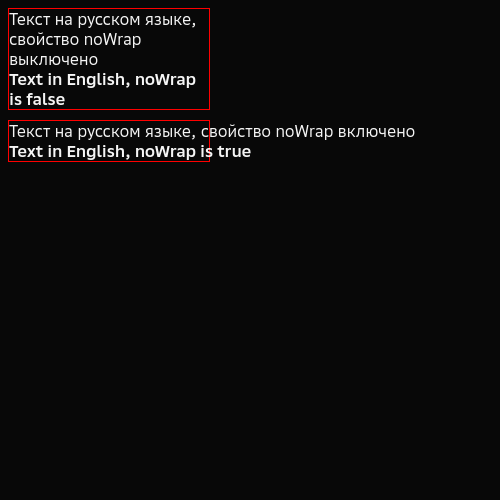 Текст на русском языке,
свойство noWrap
выключено
Text in English, noWrap
is false
Текст на русском языке, свойство noWrap включено
Text in English, noWrap is true